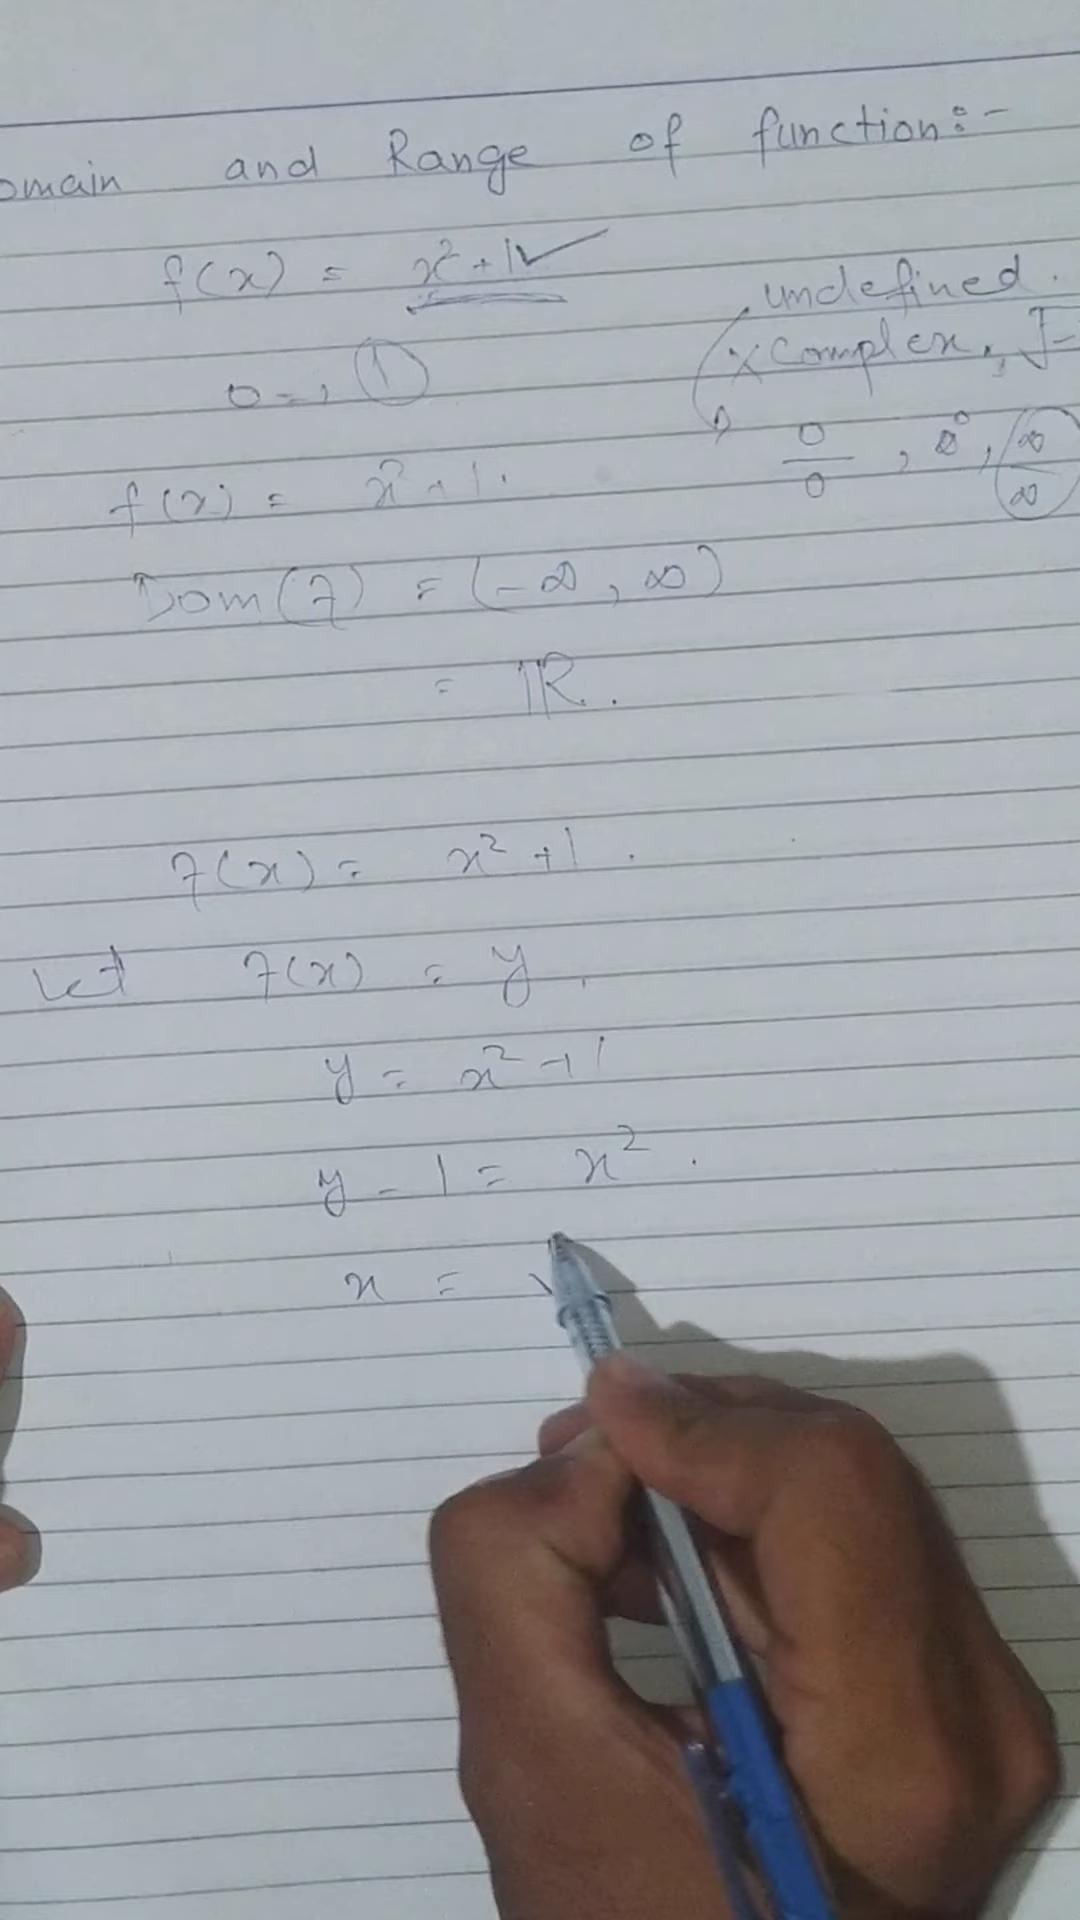 omain and Range of function:-
f(x) = x²+1✓
undefined.
x Complex, √-
0 = , 1
0/0 , 0⁰, ∞/∞
f(x) = x²+1.
Dom(f) = (-∞, ∞)
= ℝ.
f(x) = x²+1.
Let f(x) = y.
y = x²+1
y - 1 = x².
x = √